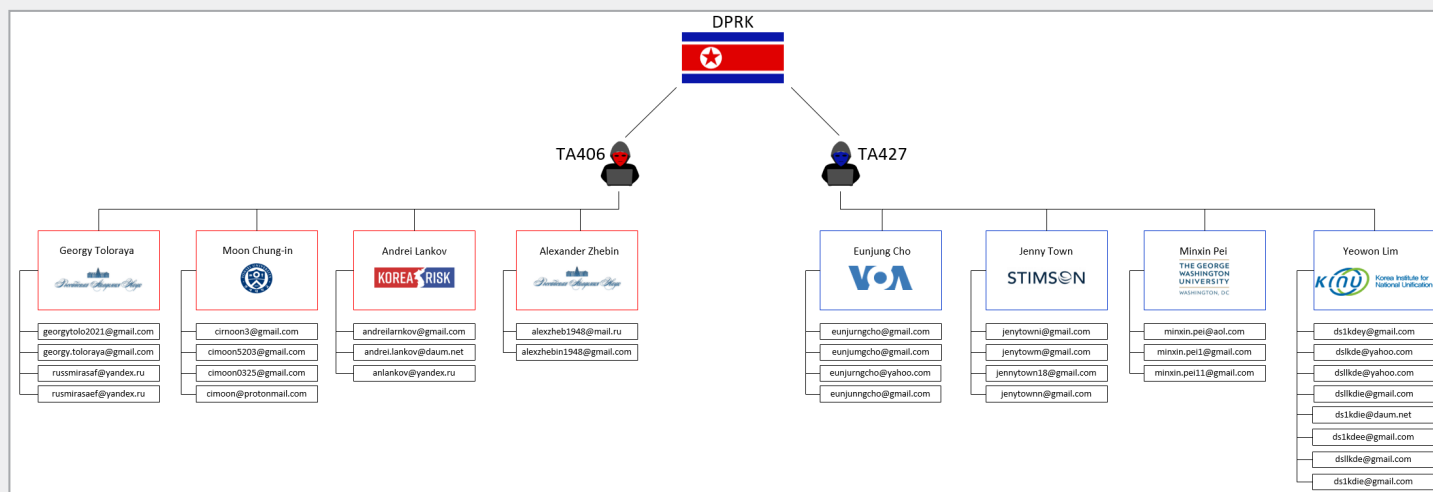 DPRK
TA406
TA427
Georgy Toloraya
georgytolo2021@gmail.com
georgy.toloraya@gmail.com
russmirasaf@yandex.ru
rusmirasaef@yandex.ru
Moon Chung-in
cirnoon3@gmail.com
cimoon5203@gmail.com
cimoon0325@gmail.com
cimoon@protonmail.com
Andrei Lankov
KOREA RISK
andreilarnkov@gmail.com
andrei.lankov@daum.net
anlankov@yandex.ru
Alexander Zhebin
alexzheb1948@mail.ru
alexzhebin1948@gmail.com
Eunjung Cho
VOA
eunjurngcho@gmail.com
eunjumgcho@gmail.com
eunjurngcho@yahoo.com
eunjunngcho@gmail.com
Jenny Town
STIMSON
jenytowni@gmail.com
jenytowm@gmail.com
jennytown18@gmail.com
jenytownn@gmail.com
Minxin Pei
THE GEORGE
WASHINGTON
UNIVERSITY
WASHINGTON, DC
minxin.pei@aol.com
minxin.pei1@gmail.com
minxin.pei11@gmail.com
Yeowon Lim
KINU
Korea Institute for
National Unification
ds1kdey@gmail.com
dslkde@yahoo.com
dsllkde@yahoo.com
dsllkdie@gmail.com
ds1kdie@daum.net
ds1kdee@gmail.com
dsllkde@gmail.com
ds1kdie@gmail.com